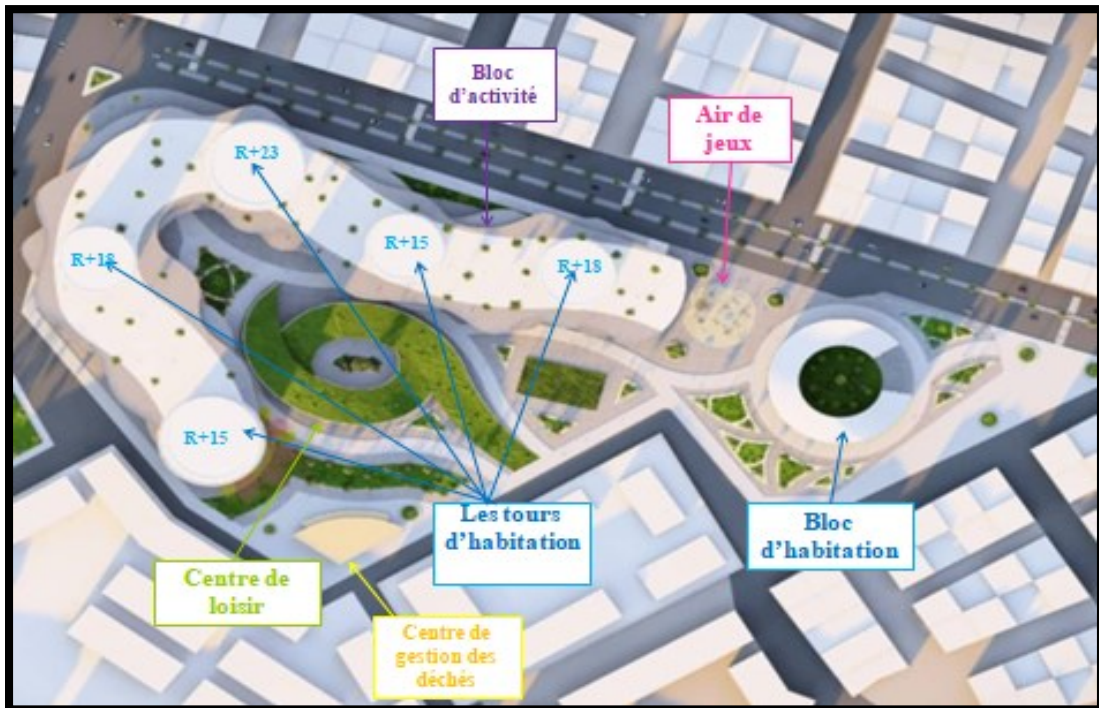 Bloc
d'activité
Air de
jeux
R+23
R+15
R+18
R+18
R+15
Les tours
d'habitation
Bloc
d'habitation
Centre de
loisir
Centre de
gestion des
déchés